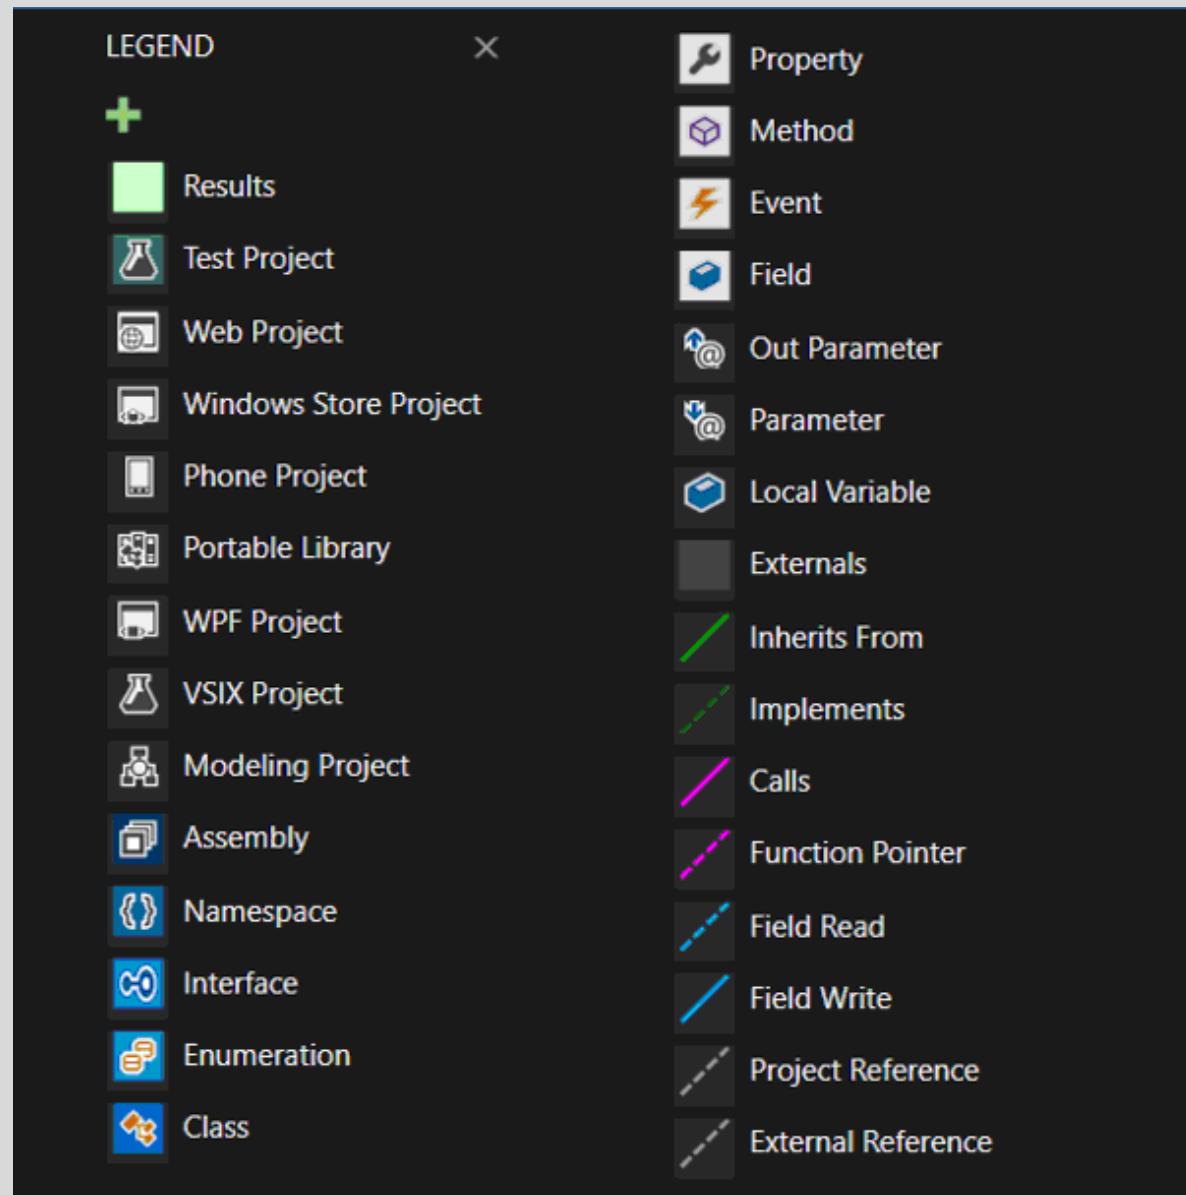 LEGEND
Results
Test Project
Web Project
Windows Store Project
Phone Project
Portable Library
WPF Project
VSIX Project
Modeling Project
Assembly
Namespace
Interface
Enumeration
Class
Property
Method
Event
Field
Out Parameter
Parameter
Local Variable
Externals
Inherits From
Implements
Calls
Function Pointer
Field Read
Field Write
Project Reference
External Reference